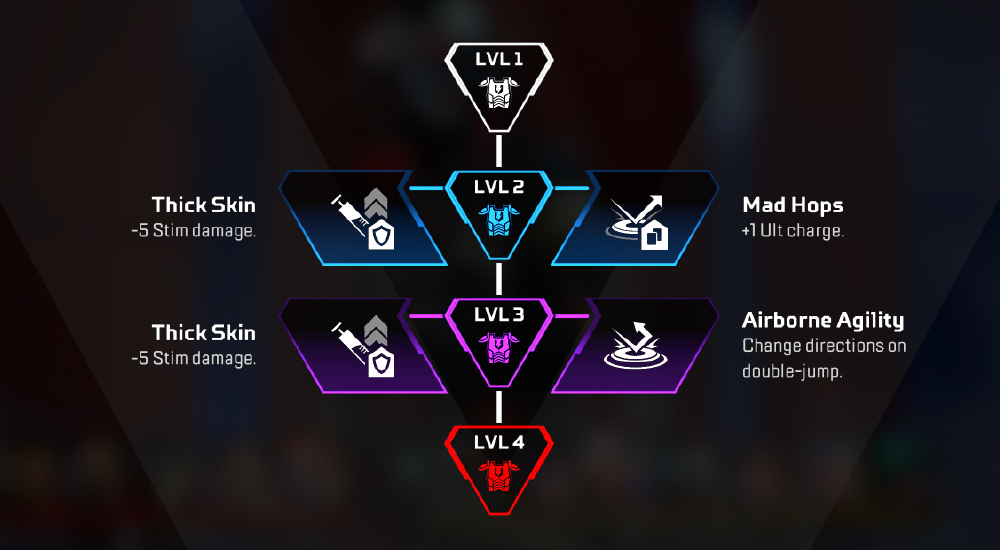 LVL 1
Thick Skin
-5 Stim damage.
LVL 2
Mad Hops
+1 Ult charge.
Thick Skin
-5 Stim damage.
LVL 3
Airborne Agility
Change directions on
double-jump.
LVL 4